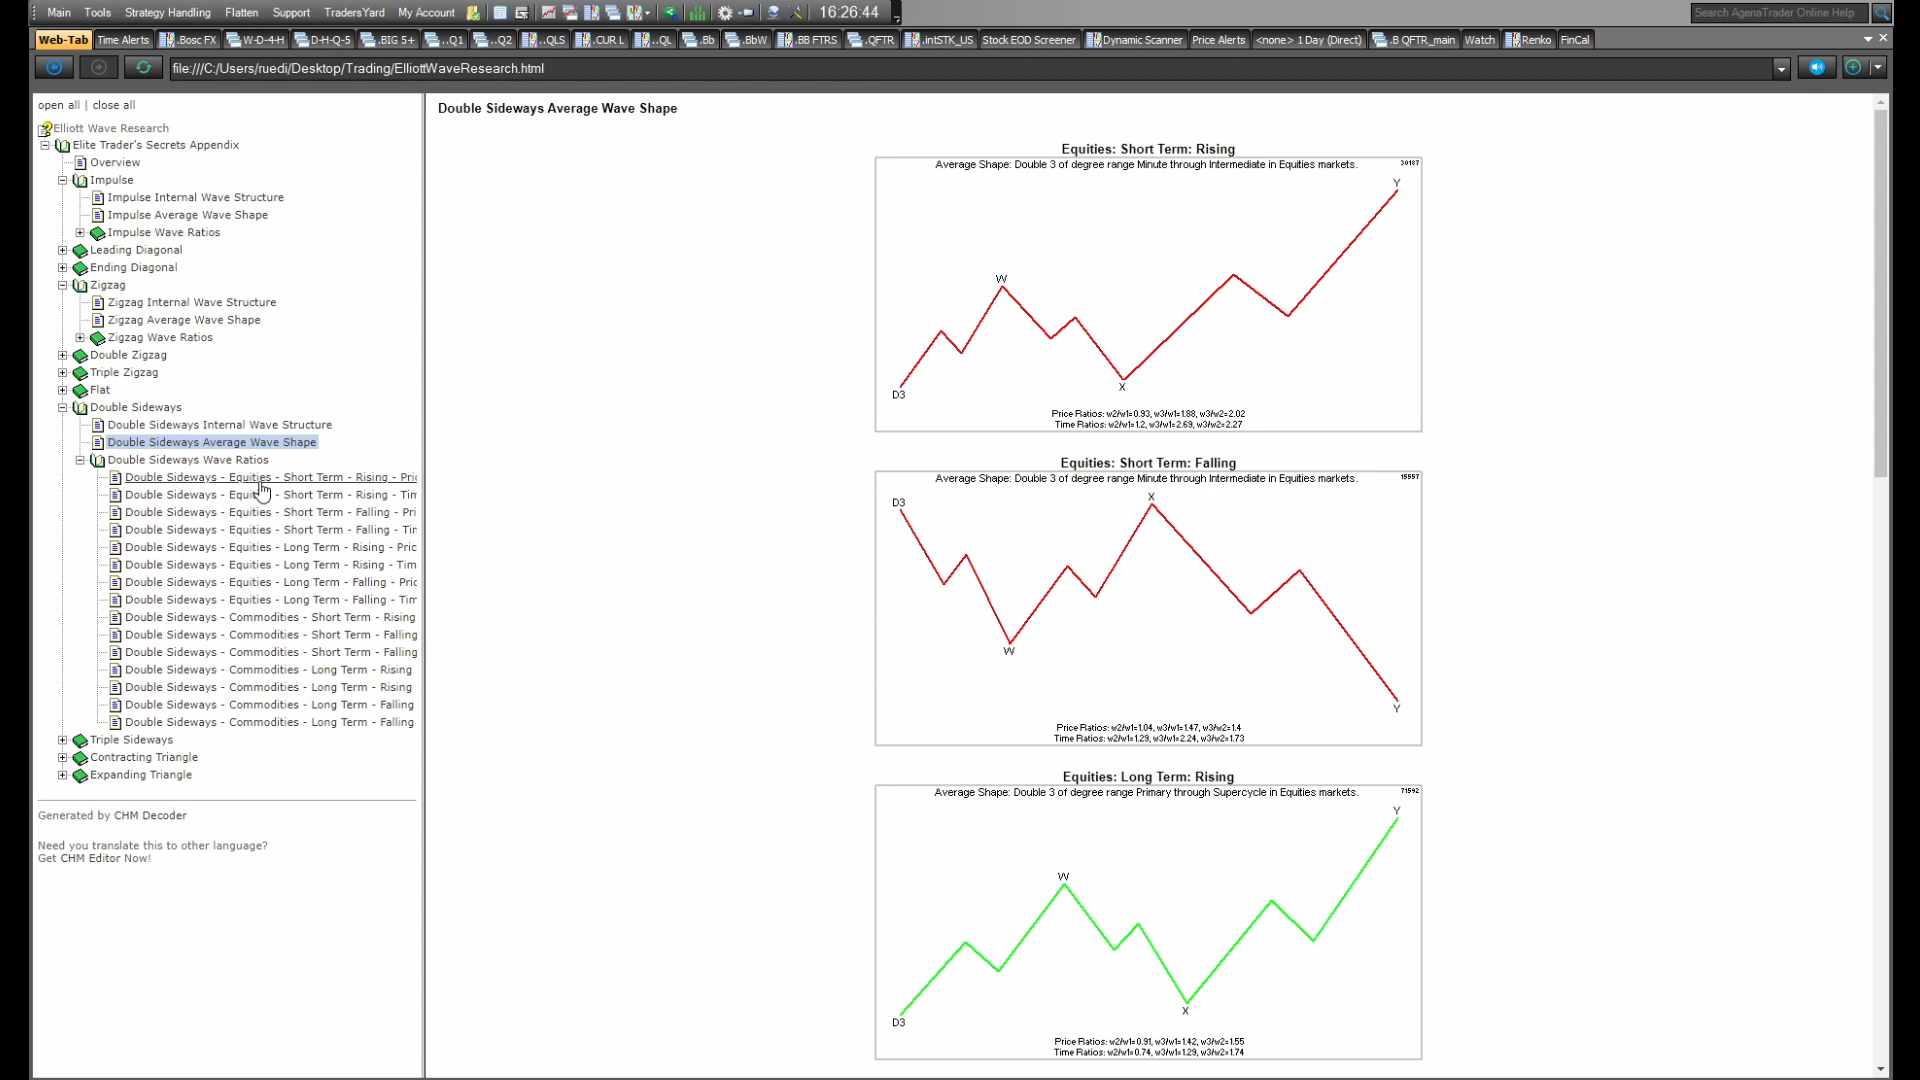 Main Tools Strategy Handling Flatten Support TradersYard My Account 16:26:44 Search AgenaTrader Online Help
Web-Tab Time Alerts .Bosc FX W-D-4-H D-H-Q-5 .BIG 5+ ..Q1 ..Q2 ..QLS .CUR L ..QL .Bb .BbW .BB FTRS .QFTR .intSTK_US Stock EOD Screener Dynamic Scanner Price Alerts <none> 1 Day (Direct) .B QFTR_main Watch Renko FinCal
file:///C:/Users/ruedi/Desktop/Trading/ElliottWaveResearch.html
open all | close all
Elliott Wave Research
Elite Trader's Secrets Appendix
Overview
Impulse
Impulse Internal Wave Structure
Impulse Average Wave Shape
Impulse Wave Ratios
Leading Diagonal
Ending Diagonal
Zigzag
Zigzag Internal Wave Structure
Zigzag Average Wave Shape
Zigzag Wave Ratios
Double Zigzag
Triple Zigzag
Flat
Double Sideways
Double Sideways Internal Wave Structure
Double Sideways Average Wave Shape
Double Sideways Wave Ratios
Double Sideways - Equities - Short Term - Rising - Pric
Double Sideways - Equities - Short Term - Rising - Tim
Double Sideways - Equities - Short Term - Falling - Pri
Double Sideways - Equities - Short Term - Falling - Tir
Double Sideways - Equities - Long Term - Rising - Pric
Double Sideways - Equities - Long Term - Rising - Tim
Double Sideways - Equities - Long Term - Falling - Pric
Double Sideways - Equities - Long Term - Falling - Tim
Double Sideways - Commodities - Short Term - Rising
Double Sideways - Commodities - Short Term - Falling
Double Sideways - Commodities - Short Term - Falling
Double Sideways - Commodities - Long Term - Rising
Double Sideways - Commodities - Long Term - Rising
Double Sideways - Commodities - Long Term - Falling
Double Sideways - Commodities - Long Term - Falling
Triple Sideways
Contracting Triangle
Expanding Triangle
Generated by CHM Decoder
Need you translate this to other language?
Get CHM Editor Now!
Double Sideways Average Wave Shape
Equities: Short Term: Rising
Average Shape: Double 3 of degree range Minute through Intermediate in Equities markets. 30187
Y
W
X
D3
Price Ratios: w2/w1=0.93, w3/w1=1.88, w3/w2=2.02
Time Ratios: w2/w1=1.2, w3/w1=2.69, w3/w2=2.27
Equities: Short Term: Falling
Average Shape: Double 3 of degree range Minute through Intermediate in Equities markets. 15557
X
D3
W
Y
Price Ratios: w2/w1=1.04, w3/w1=1.47, w3/w2=1.4
Time Ratios: w2/w1=1.29, w3/w1=2.24, w3/w2=1.73
Equities: Long Term: Rising
Average Shape: Double 3 of degree range Primary through Supercycle in Equities markets. 71592
Y
W
X
D3
Price Ratios: w2/w1=0.91, w3/w1=1.42, w3/w2=1.55
Time Ratios: w2/w1=0.74, w3/w1=1.29, w3/w2=1.74